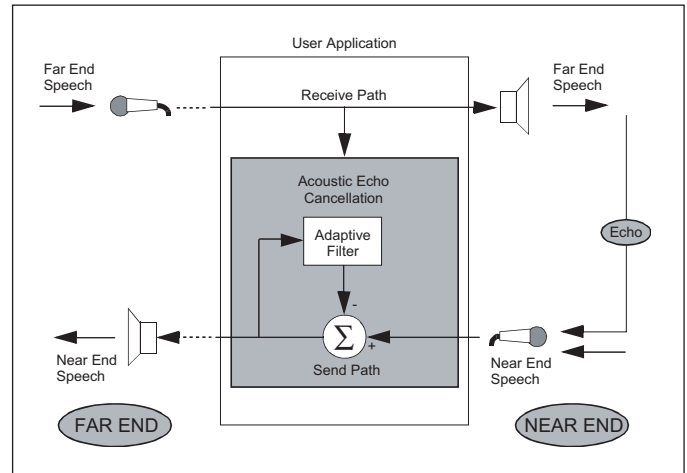 User Application
Far End
Speech
Receive Path
Far End
Speech
Acoustic Echo
Cancellation
Adaptive
Filter
Echo
-
Σ
+
Near End
Speech
Send Path
Near End
Speech
FAR END
NEAR END